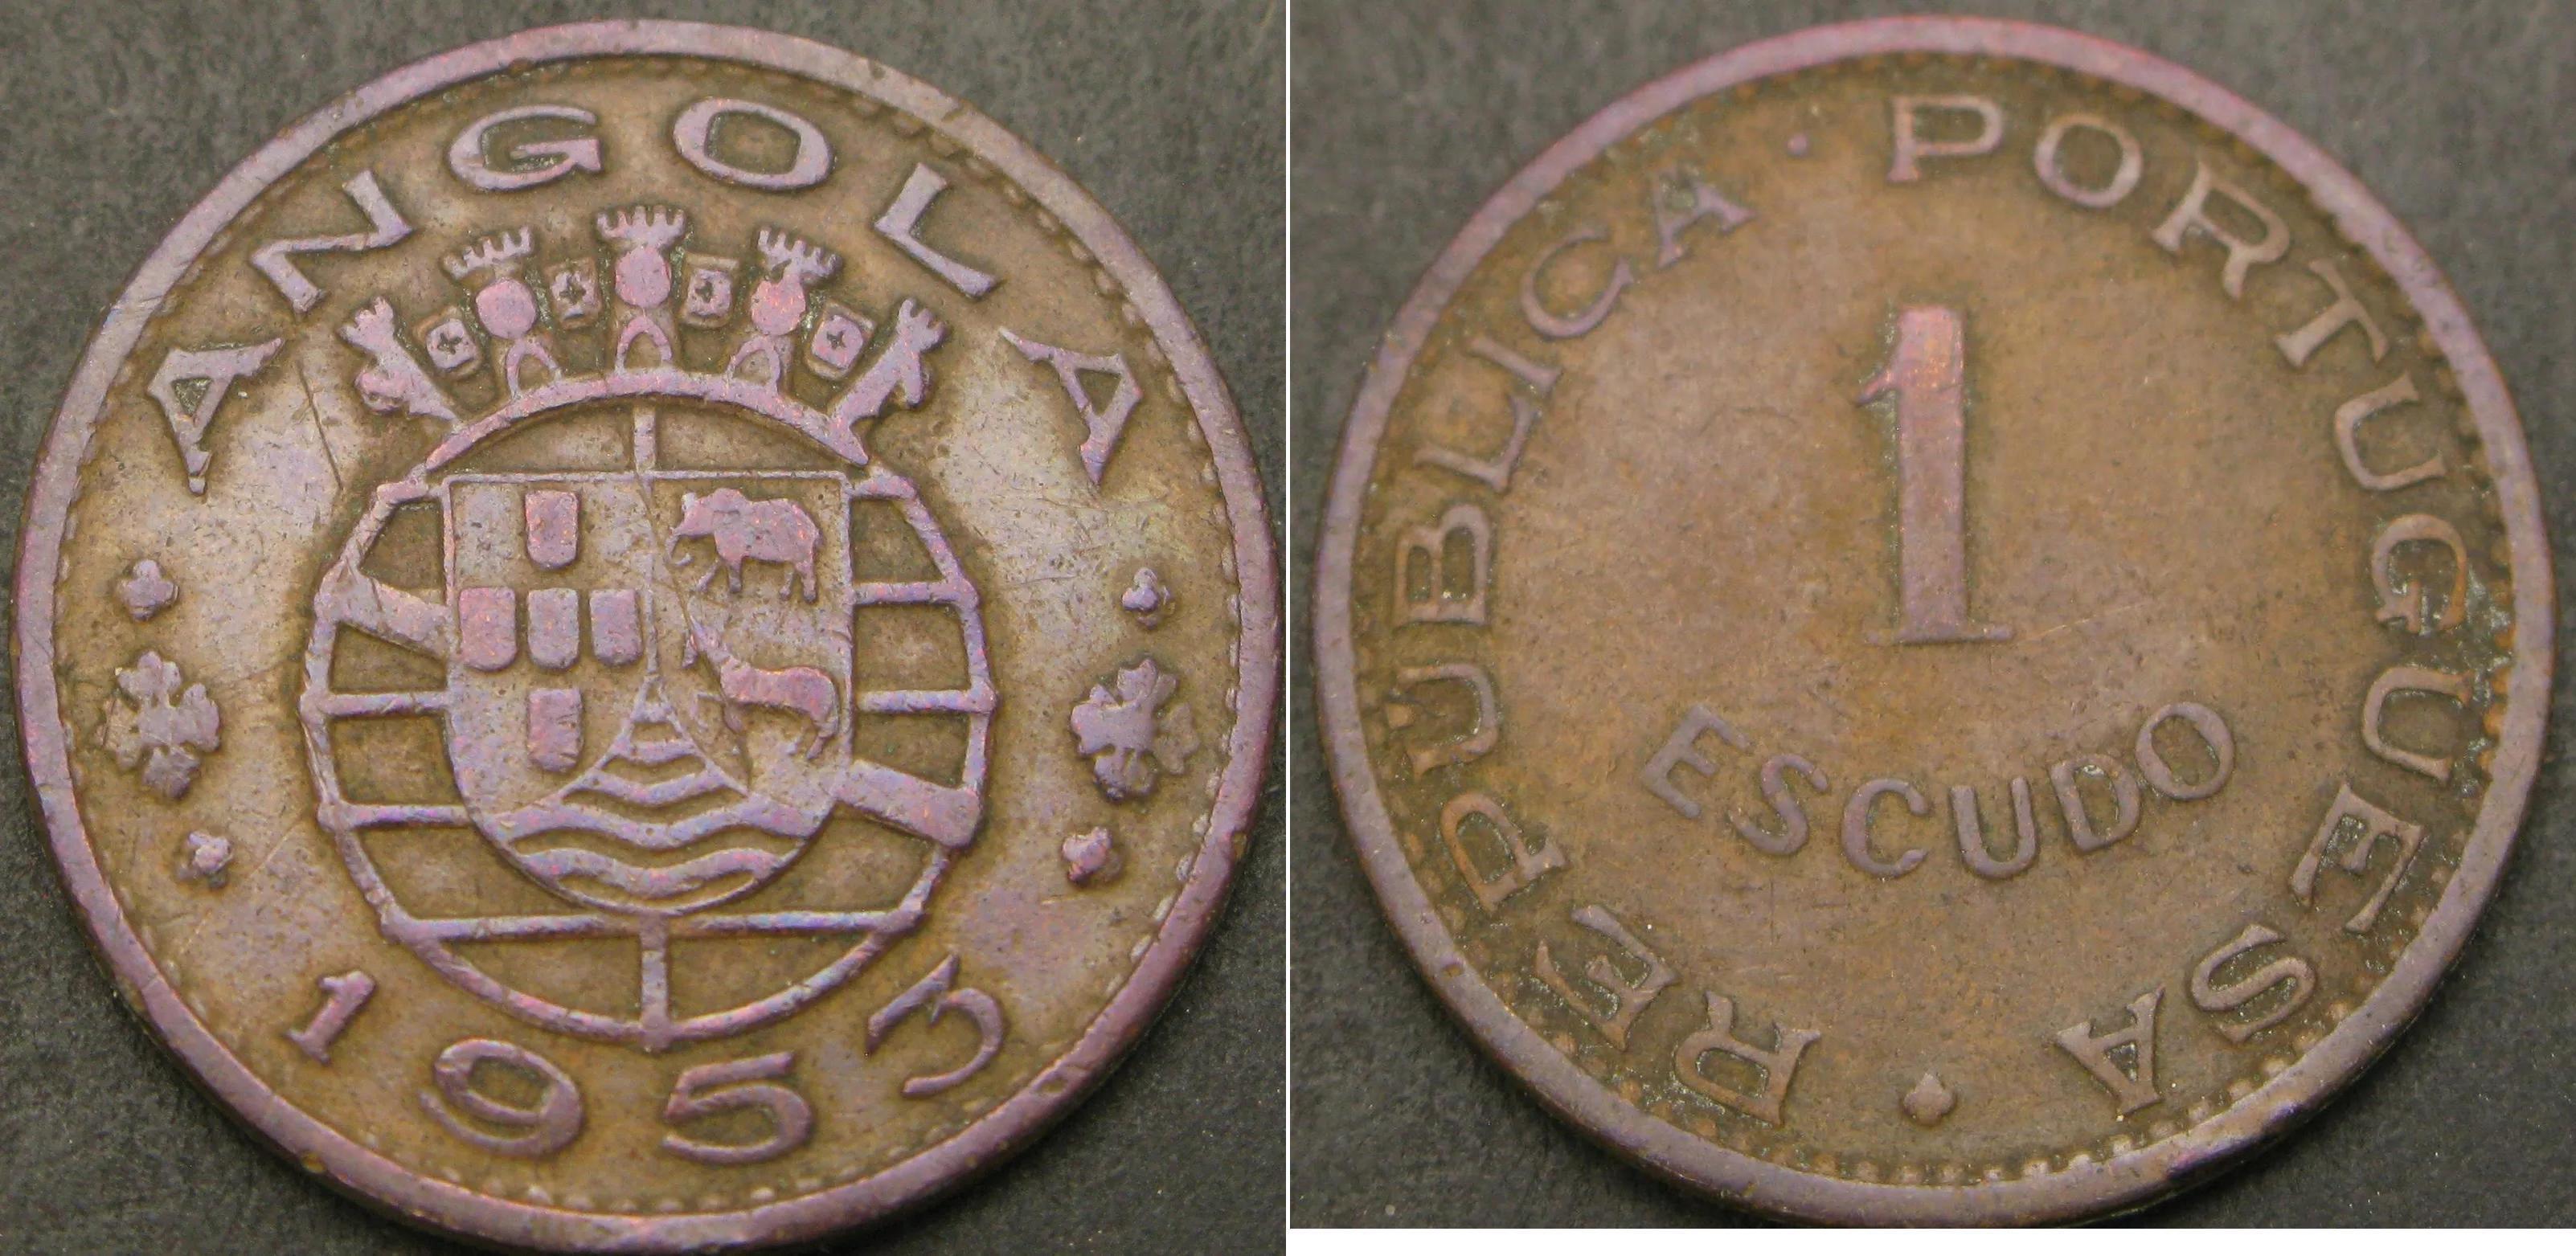 ANGOLA
1953
REPUBLICA · PORTUGUESA
1
ESCUDO